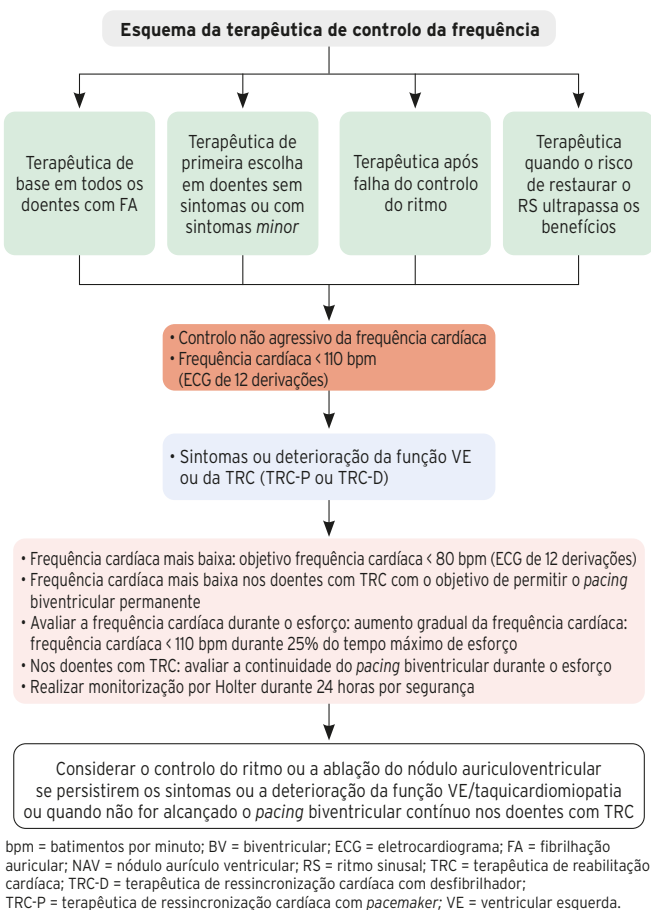 Esquema da terapêutica de controlo da frequência
Terapêutica de
base em todos os
doentes com FA
Terapêutica de
primeira escolha
em doentes sem
sintomas ou com
sintomas minor
Terapêutica após
falha do controlo
do ritmo
Terapêutica
quando o risco
de restaurar o
RS ultrapassa os
benefícios
• Controlo não agressivo da frequência cardíaca
• Frequência cardíaca < 110 bpm
(ECG de 12 derivações)
• Sintomas ou deterioração da função VE
ou da TRC (TRC-P ou TRC-D)
• Frequência cardíaca mais baixa: objetivo frequência cardíaca < 80 bpm (ECG de 12 derivações)
• Frequência cardíaca mais baixa nos doentes com TRC com o objetivo de permitir o pacing
biventricular permanente
• Avaliar a frequência cardíaca durante o esforço: aumento gradual da frequência cardíaca:
frequência cardíaca < 110 bpm durante 25% do tempo máximo de esforço
• Nos doentes com TRC: avaliar a continuidade do pacing biventricular durante o esforço
• Realizar monitorização por Holter durante 24 horas por segurança
Considerar o controlo do ritmo ou a ablação do nódulo auriculoventricular
se persistirem os sintomas ou a deterioração da função VE/taquicardiomiopatia
ou quando não for alcançado o pacing biventricular contínuo nos doentes com TRC
bpm = batimentos por minuto; BV = biventricular; ECG = eletrocardiograma; FA = fibrilhação
auricular; NAV = nódulo aurículo ventricular; RS = ritmo sinusal; TRC = terapêutica de reabilitação
cardíaca; TRC-D = terapêutica de ressincronização cardíaca com desfibrilhador;
TRC-P = terapêutica de ressincronização cardíaca com pacemaker; VE = ventricular esquerda.